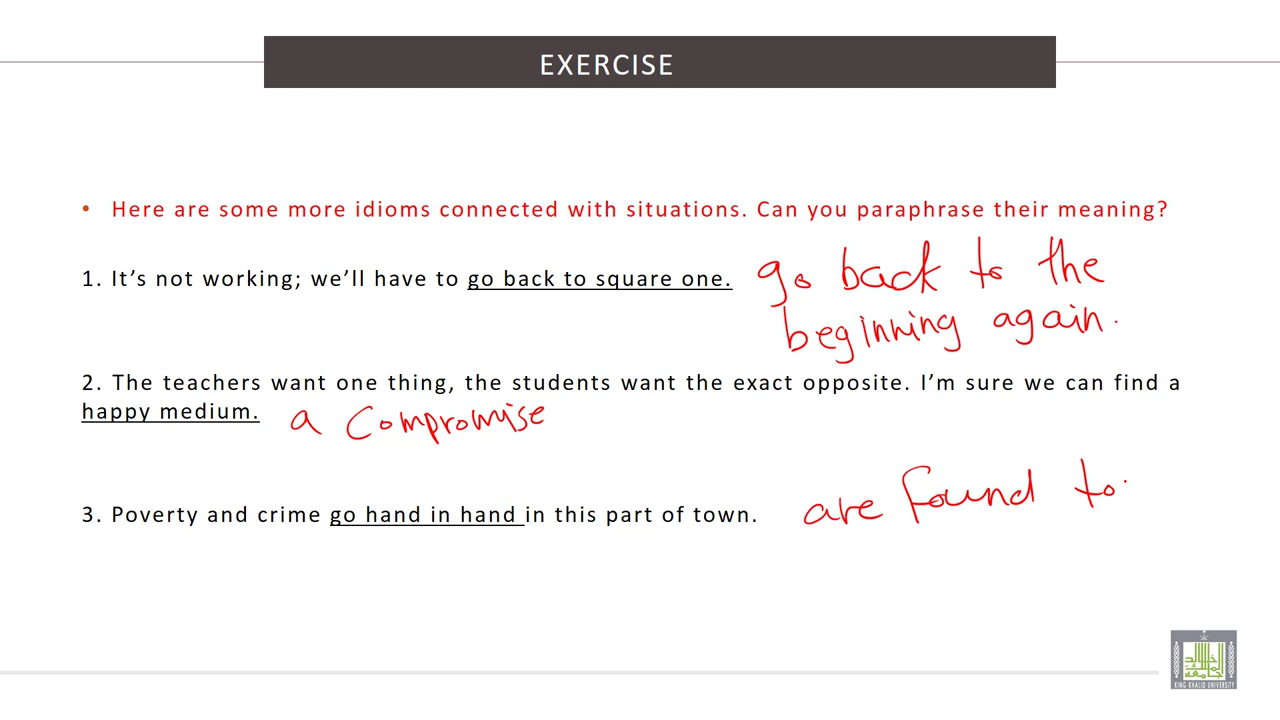 EXERCISE
• Here are some more idioms connected with situations. Can you paraphrase their meaning?
1. It’s not working; we’ll have to go back to square one. go back to the
beginning again.
2. The teachers want one thing, the students want the exact opposite. I’m sure we can find a
happy medium. a compromise
3. Poverty and crime go hand in hand in this part of town. are found to
KING KHALID UNIVERSITY